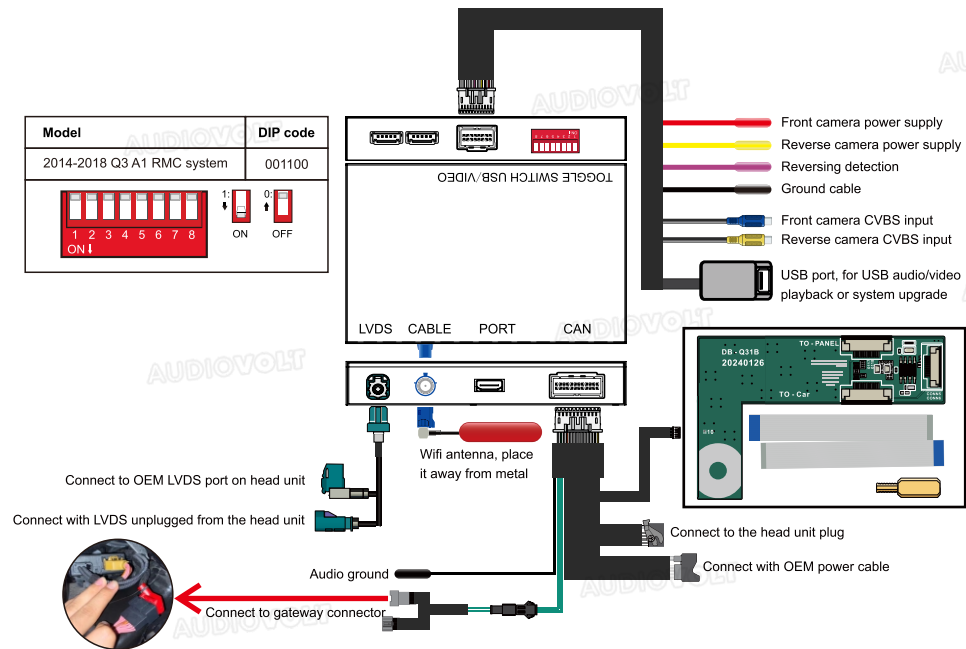 Model
DIP code
2014-2018 Q3 A1 RMC system
001100
1 2 3 4 5 6 7 8
ON
1:
ON
0:
OFF
TOGGLE SWITCH USB/VIDEO
LVDS CABLE PORT CAN
Front camera power supply
Reverse camera power supply
Reversing detection
Ground cable
Front camera CVBS input
Reverse camera CVBS input
USB port, for USB audio/video
playback or system upgrade
TO-PANEL
DB-Q31B
20240126
TO-Car
Wifi antenna, place
it away from metal
Connect to OEM LVDS port on head unit
Connect with LVDS unplugged from the head unit
Connect to the head unit plug
Connect with OEM power cable
Audio ground
Connect to gateway connector
AUDIOVOLT
AUDIOVOLT
AUDIOVOLT
AUDIOVOLT
AUDIOVOLT
AUDIOVOLT